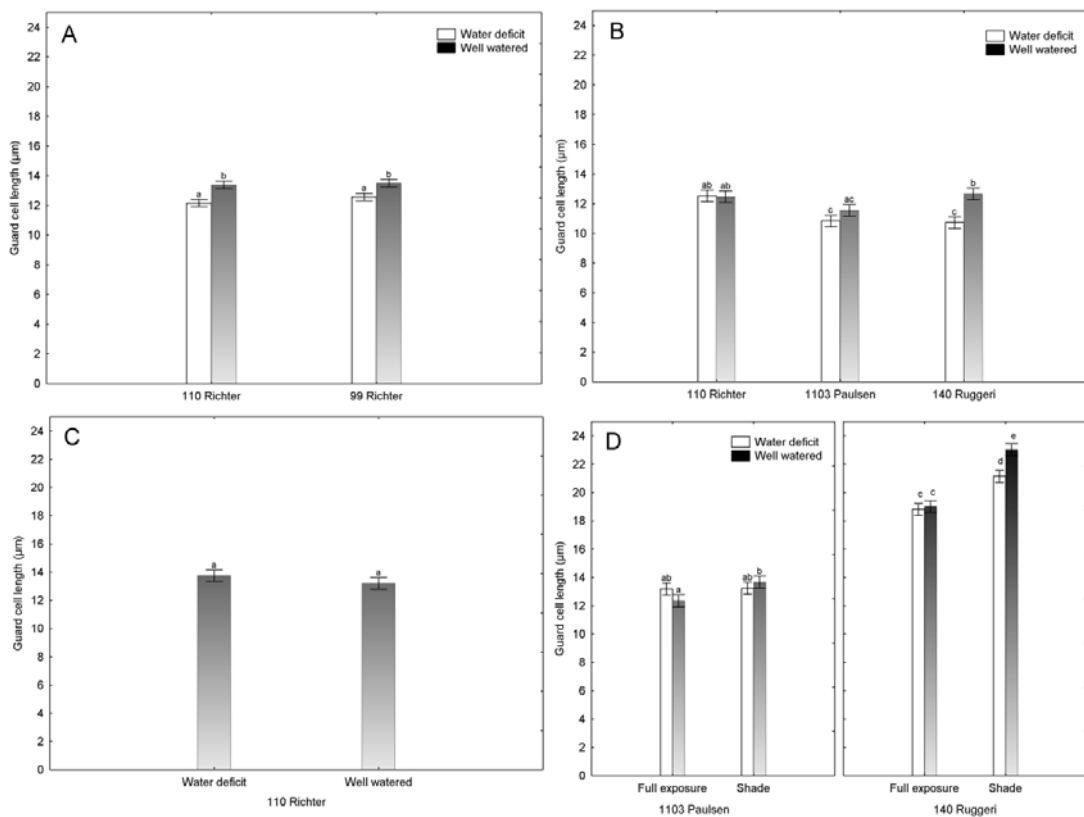 A
Water deficit
Well watered
Guard cell length (µm)
24
22
20
18
16
14
12
10
8
6
4
2
0
a
b
a
b
110 Richter
99 Richter
B
Water deficit
Well watered
Guard cell length (µm)
24
22
20
18
16
14
12
10
8
6
4
2
0
ab
ab
c
ac
c
b
110 Richter
1103 Paulsen
140 Ruggeri
C
Guard cell length (µm)
24
22
20
18
16
14
12
10
8
6
4
2
0
a
a
Water deficit
Well watered
110 Richter
D
Water deficit
Well watered
Guard cell length (µm)
24
22
20
18
16
14
12
10
8
6
4
2
0
ab
a
ab
b
c
c
d
e
Full exposure
Shade
1103 Paulsen
Full exposure
Shade
140 Ruggeri